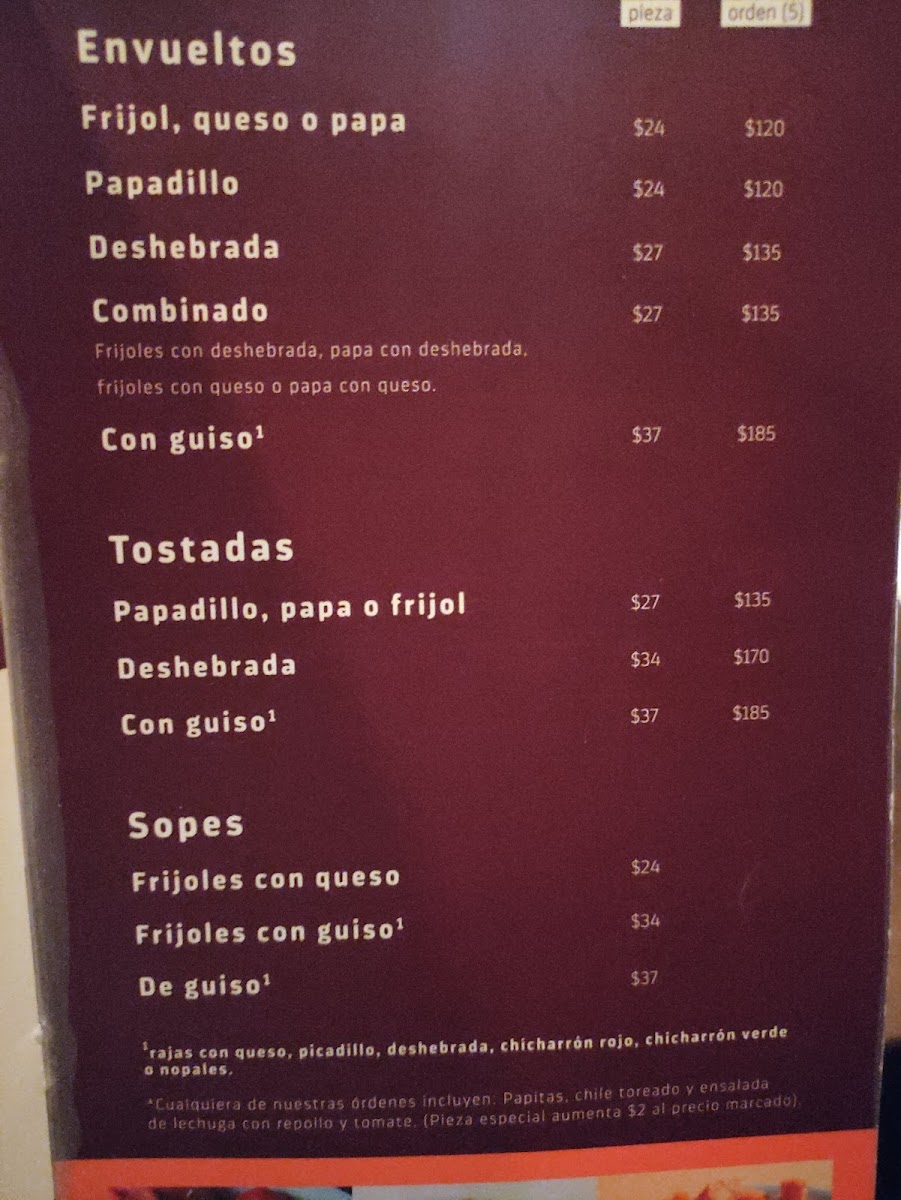 pieza orden (5)
Envueltos
Frijol, queso o papa $24 $120
Papadillo $24 $120
Deshebrada $27 $135
Combinado $27 $135
Frijoles con deshebrada, papa con deshebrada,
frijoles con queso o papa con queso.
Con guiso¹ $37 $185
Tostadas
Papadillo, papa o frijol $27 $135
Deshebrada $34 $170
Con guiso¹ $37 $185
Sopes
Frijoles con queso $24
Frijoles con guiso¹ $34
De guiso¹ $37
¹rajas con queso, picadillo, deshebrada, chicharrón rojo, chicharrón verde
o nopales.
*Cualquiera de nuestras órdenes incluyen: Papitas, chile toreado y ensalada
de lechuga con repollo y tomate. (Pieza especial aumenta $2 al precio marcado).